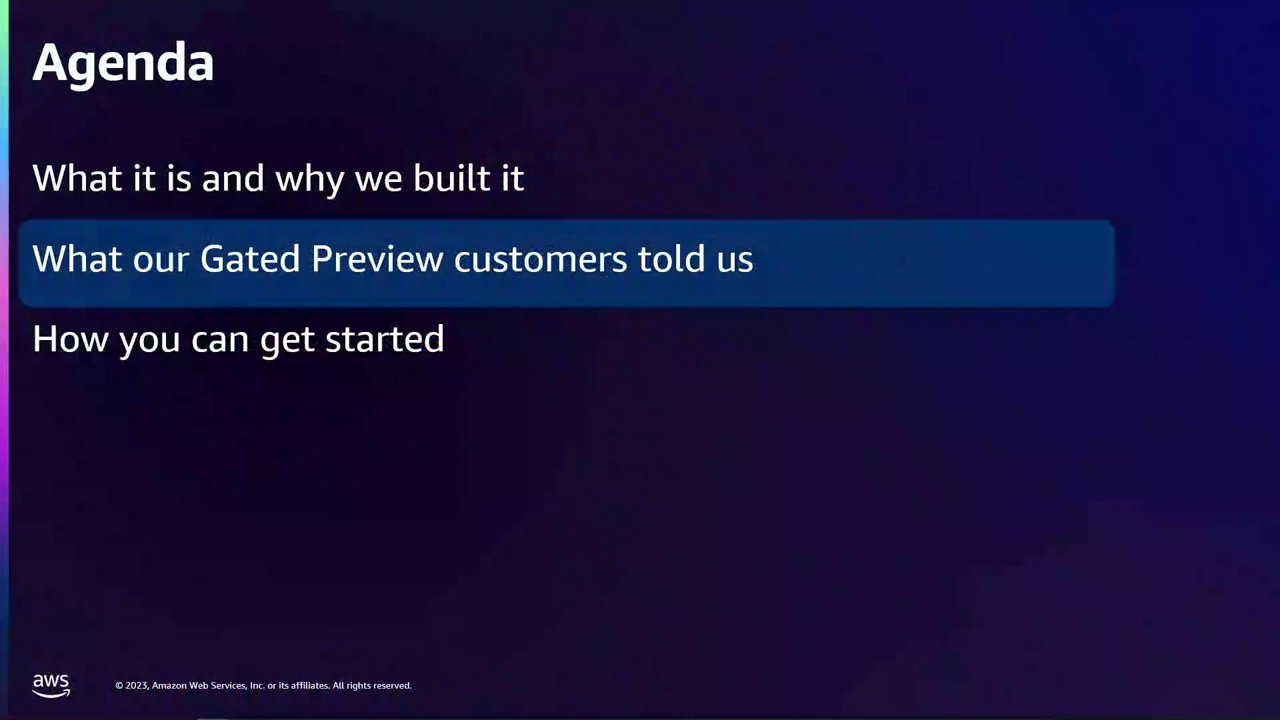 Agenda
What it is and why we built it
What our Gated Preview customers told us
How you can get started
aws
© 2023, Amazon Web Services, Inc. or its affiliates. All rights reserved.